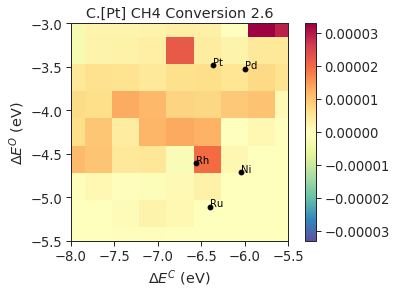 C.[Pt] CH4 Conversion 2.6
−3.0
−3.5
−4.0
−4.5
−5.0
−5.5
ΔE^O (eV)
Pt
Pd
Rh
Ni
Ru
−8.0 −7.5 −7.0 −6.5 −6.0 −5.5
ΔE^C (eV)
0.00003
0.00002
0.00001
0.00000
−0.00001
−0.00002
−0.00003